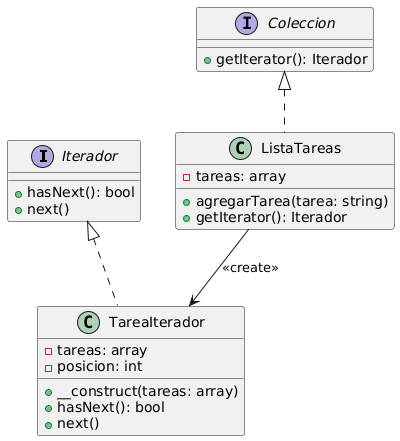 I Coleccion
getIterator(): Iterador
I Iterador
hasNext(): bool
next()
C ListaTareas
tareas: array
agregarTarea(tarea: string)
getIterator(): Iterador
«create»
C TareaIterador
tareas: array
posicion: int
__construct(tareas: array)
hasNext(): bool
next()